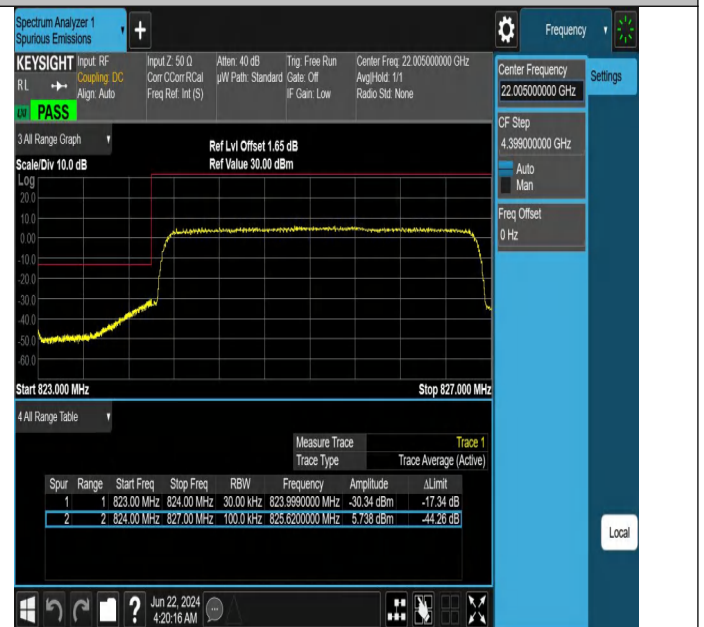 Spectrum Analyzer 1
Spurious Emissions
+
Frequency
KEYSIGHT Input: RF Input Z: 50 Ω Atten: 40 dB Trig: Free Run Center Freq: 22.005000000 GHz
RL Coupling: DC Corr CCorr RCal µW Path: Standard Gate: Off Avg|Hold: 1/1
Align: Auto Freq Ref: Int (S) IF Gain: Low Radio Std: None
PASS
Center Frequency
22.005000000 GHz
Settings
CF Step
4.399000000 GHz
Auto
Man
Freq Offset
0 Hz
3 All Range Graph
Ref Lvl Offset 1.65 dB
Scale/Div 10.0 dB Ref Value 30.00 dBm
Log
20.0
10.0
0.00
-10.0
-20.0
-30.0
-40.0
-50.0
-60.0
Start 823.000 MHz Stop 827.000 MHz
4 All Range Table
Measure Trace Trace 1
Trace Type Trace Average (Active)
Spur Range Start Freq Stop Freq RBW Frequency Amplitude ΔLimit
1 1 823.00 MHz 824.00 MHz 30.00 kHz 823.9990000 MHz -30.34 dBm -17.34 dB
2 2 824.00 MHz 827.00 MHz 100.0 kHz 825.6200000 MHz 5.738 dBm -44.26 dB
Local
? Jun 22, 2024
4:20:16 AM